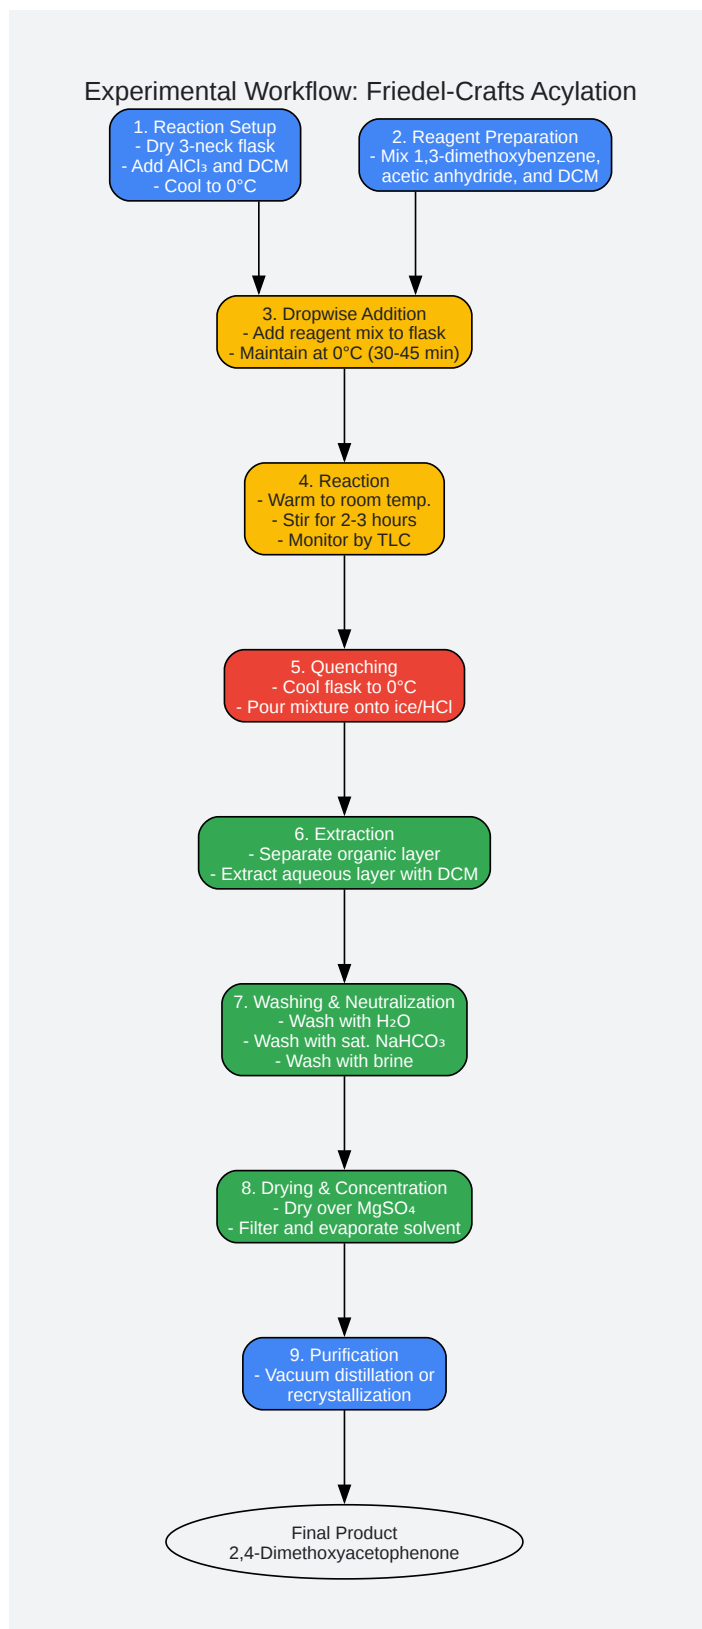 Experimental Workflow: Friedel-Crafts Acylation
1. Reaction Setup
- Dry 3-neck flask
- Add AlCl₃ and DCM
- Cool to 0°C
2. Reagent Preparation
- Mix 1,3-dimethoxybenzene,
acetic anhydride, and DCM
3. Dropwise Addition
- Add reagent mix to flask
- Maintain at 0°C (30-45 min)
4. Reaction
- Warm to room temp.
- Stir for 2-3 hours
- Monitor by TLC
5. Quenching
- Cool flask to 0°C
- Pour mixture onto ice/HCl
6. Extraction
- Separate organic layer
- Extract aqueous layer with DCM
7. Washing & Neutralization
- Wash with H₂O
- Wash with sat. NaHCO₃
- Wash with brine
8. Drying & Concentration
- Dry over MgSO₄
- Filter and evaporate solvent
9. Purification
- Vacuum distillation or
recrystallization
Final Product
2,4-Dimethoxyacetophenone